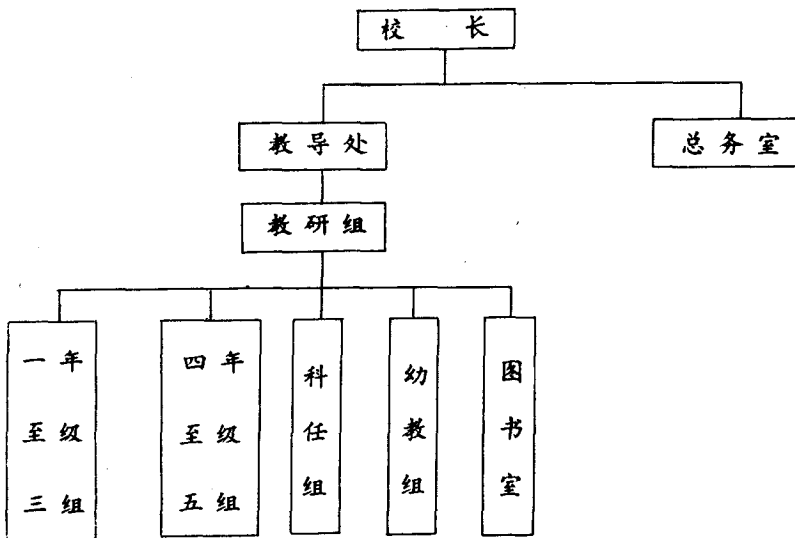 校 长
教导处
总务室
教研组
一至三年级组
四至五年级组
科任组
幼教组
图书室